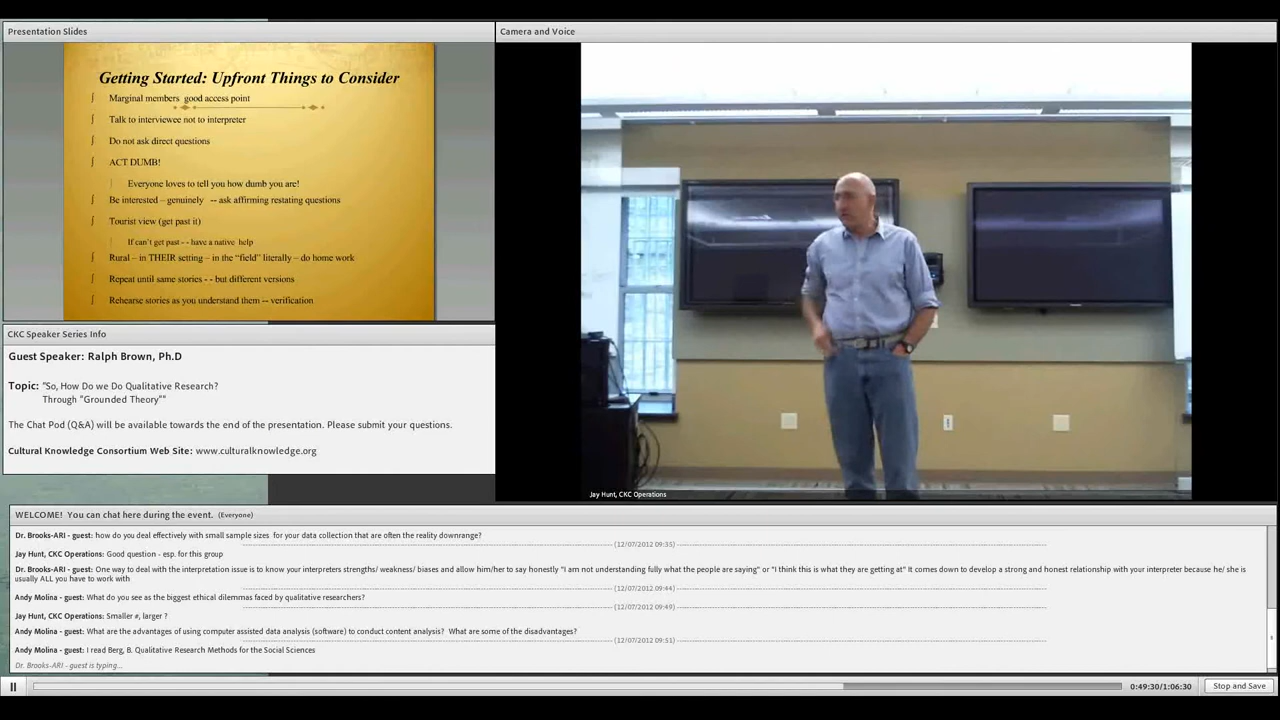 Presentation Slides
Getting Started: Upfront Things to Consider
Marginal members good access point
Talk to interviewee not to interpreter
Do not ask direct questions
ACT DUMB!
Everyone loves to tell you how dumb you are!
Be interested – genuinely -- ask affirming restating questions
Tourist view (get past it)
If can't get past - - have a native help
Rural – in THEIR setting – in the "field" literally – do home work
Repeat until same stories - - but different versions
Rehearse stories as you understand them -- verification
CKC Speaker Series Info
Guest Speaker: Ralph Brown, Ph.D
Topic: "So, How Do we Do Qualitative Research?
Through "Grounded Theory""
The Chat Pod (Q&A) will be available towards the end of the presentation. Please submit your questions.
Cultural Knowledge Consortium Web Site: www.culturalknowledge.org
Camera and Voice
Jay Hunt, CKC Operations
WELCOME! You can chat here during the event. (Everyone)
Dr. Brooks-ARI - guest: how do you deal effectively with small sample sizes for your data collection that are often the reality downrange?
(12/07/2012 09:35)
Jay Hunt, CKC Operations: Good question - esp. for this group
Dr. Brooks-ARI - guest: One way to deal with the interpretation issue is to know your interpreters strengths/ weakness/ biases and allow him/her to say honestly "I am not understanding fully what the people are saying" or "I think this is what they are getting at" It comes down to develop a strong and honest relationship with your interpreter because he/ she is
usually ALL you have to work with
(12/07/2012 09:44)
Andy Molina - guest: What do you see as the biggest ethical dilemmas faced by qualitative researchers?
(12/07/2012 09:49)
Jay Hunt, CKC Operations: Smaller #, larger ?
Andy Molina - guest: What are the advantages of using computer assisted data analysis (software) to conduct content analysis? What are some of the disadvantages?
(12/07/2012 09:51)
Andy Molina - guest: I read Berg, B. Qualitative Research Methods for the Social Sciences
Dr. Brooks-ARI - guest is typing...
0:49:30/1:06:30
Stop and Save